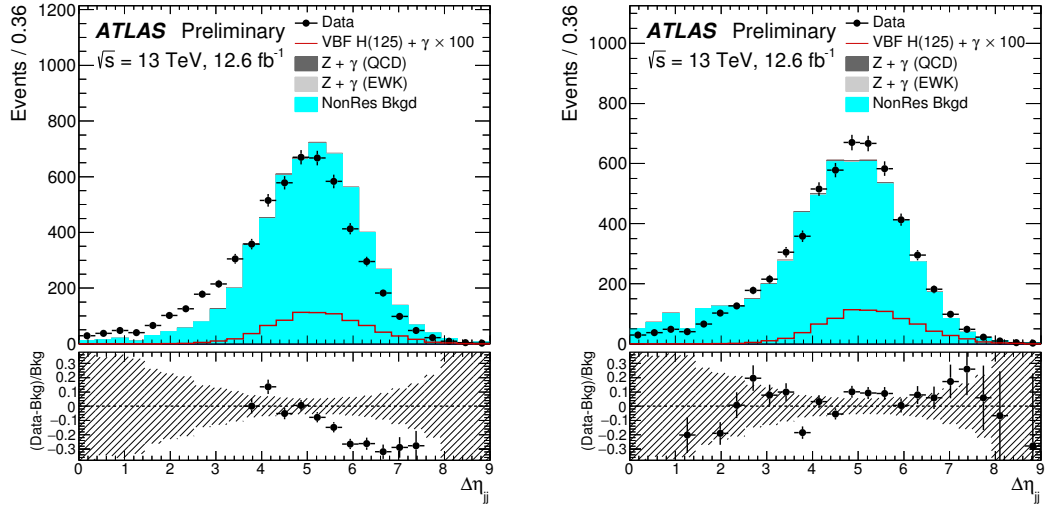 Events / 0.36
1200
1000
800
600
400
200
0
ATLAS Preliminary
√s = 13 TeV, 12.6 fb⁻¹
Data
VBF H(125) + γ × 100
Z + γ (QCD)
Z + γ (EWK)
NonRes Bkgd
(Data-Bkg)/Bkg
0.3
0.2
0.1
0
−0.1
−0.2
−0.3
0 1 2 3 4 5 6 7 8 9
Δη_jj
Events / 0.36
1000
800
600
400
200
0
ATLAS Preliminary
√s = 13 TeV, 12.6 fb⁻¹
Data
VBF H(125) + γ × 100
Z + γ (QCD)
Z + γ (EWK)
NonRes Bkgd
(Data-Bkg)/Bkg
0.3
0.2
0.1
0
−0.1
−0.2
−0.3
0 1 2 3 4 5 6 7 8 9
Δη_jj